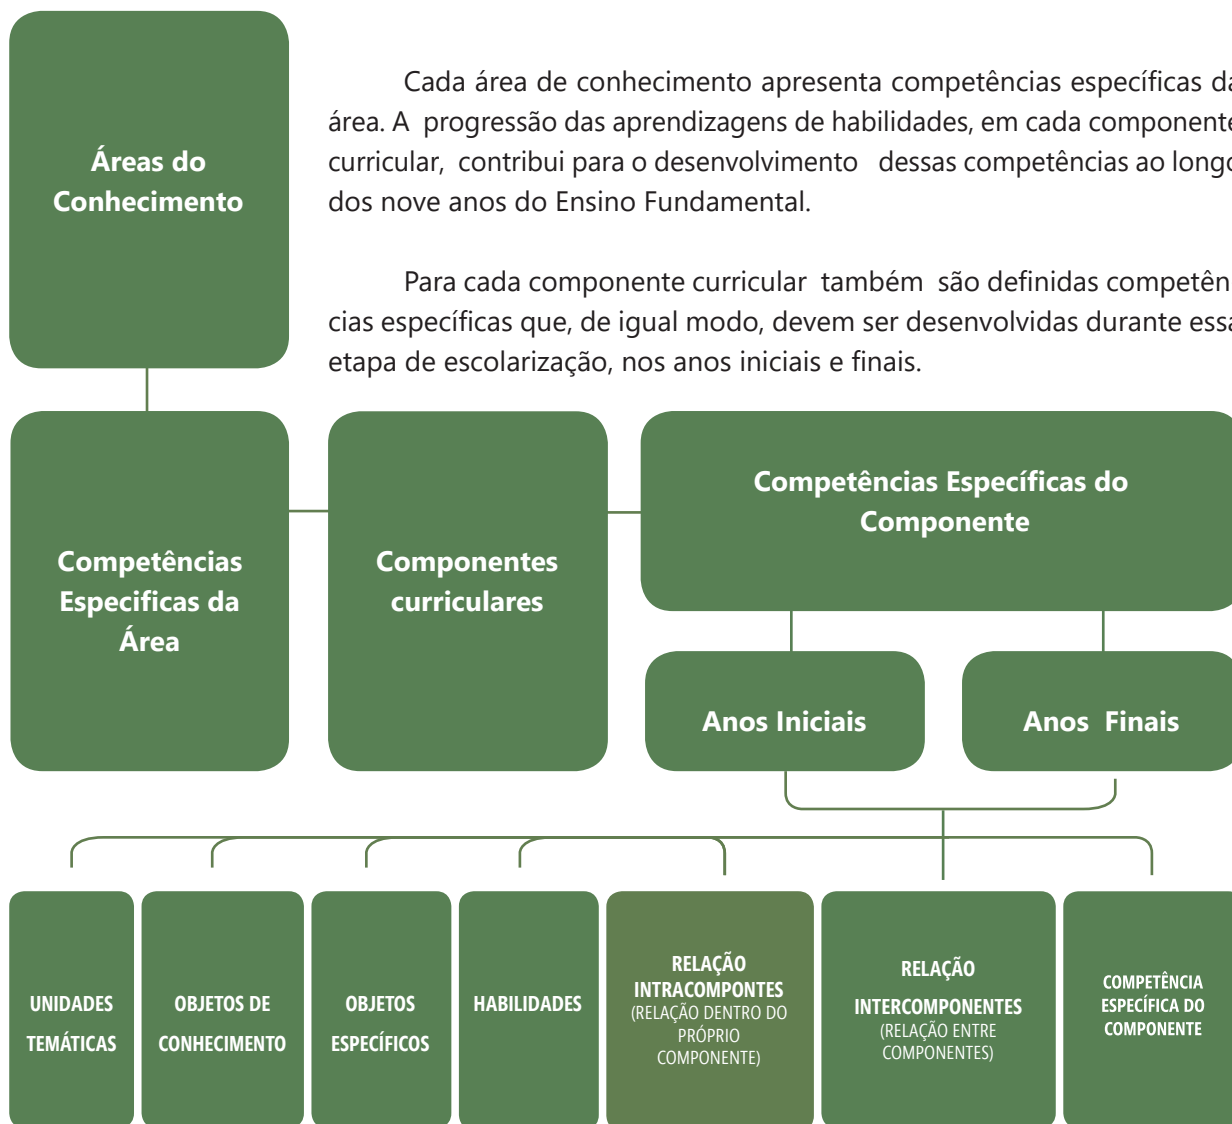 Áreas do
Conhecimento
Cada área de conhecimento apresenta competências específicas da
área. A progressão das aprendizagens de habilidades, em cada componente
curricular, contribui para o desenvolvimento dessas competências ao longo
dos nove anos do Ensino Fundamental.
Para cada componente curricular também são definidas competên
cias específicas que, de igual modo, devem ser desenvolvidas durante essa
etapa de escolarização, nos anos iniciais e finais.
Competências
Especificas da
Área
Componentes
curriculares
Competências Específicas do
Componente
Anos Iniciais
Anos Finais
UNIDADES
TEMÁTICAS
OBJETOS DE
CONHECIMENTO
OBJETOS
ESPECÍFICOS
HABILIDADES
RELAÇÃO
INTRACOMPONTES
(RELAÇÃO DENTRO DO
PRÓPRIO
COMPONENTE)
RELAÇÃO
INTERCOMPONENTES
(RELAÇÃO ENTRE
COMPONENTES)
COMPETÊNCIA
ESPECÍFICA DO
COMPONENTE